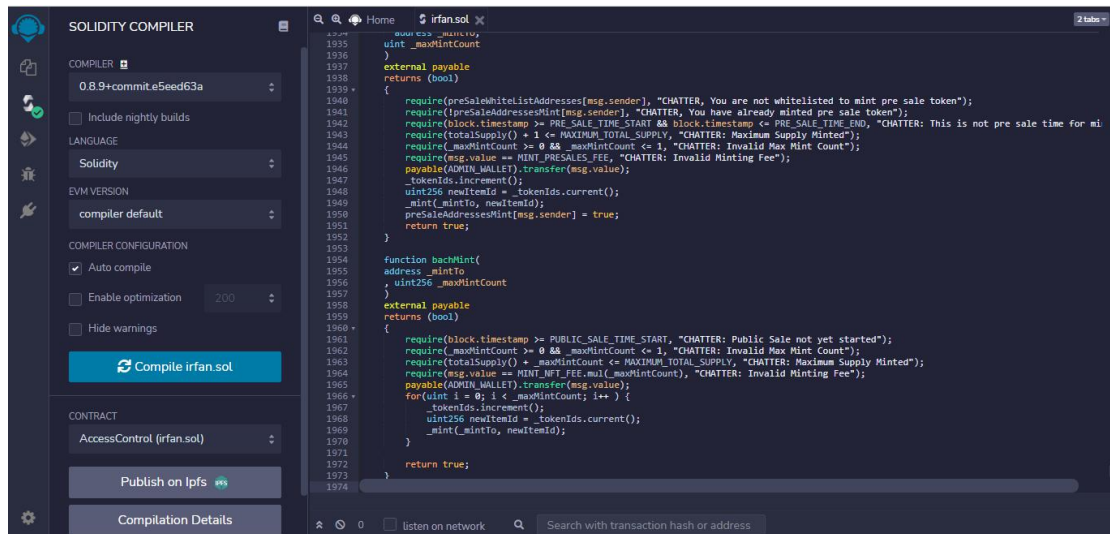 SOLIDITY COMPILER
COMPILER
0.8.9+commit.e5eed63a
Include nightly builds
LANGUAGE
Solidity
EVM VERSION
compiler default
COMPILER CONFIGURATION
Auto compile
Enable optimization 200
Hide warnings
Compile irfan.sol
CONTRACT
AccessControl (irfan.sol)
Publish on Ipfs
Compilation Details
Home irfan.sol 2 tabs
1934 address _mintTo,
1935 uint _maxMintCount
1936 )
1937 external payable
1938 returns (bool)
1939 {
1940 require(preSaleWhiteListAddresses[msg.sender], "CHATTER, You are not whitelisted to mint pre sale token");
1941 require(!preSaleAddressesMint[msg.sender], "CHATTER, You have already minted pre sale token");
1942 require(block.timestamp >= PRE_SALE_TIME_START && block.timestamp <= PRE_SALE_TIME_END, "CHATTER: This is not pre sale time for mi
1943 require(totalSupply() + 1 <= MAXIMUM_TOTAL_SUPPLY, "CHATTER: Maximum Supply Minted");
1944 require(_maxMintCount >= 0 && _maxMintCount <= 1, "CHATTER: Invalid Max Mint Count");
1945 require(msg.value == MINT_PRESALES_FEE, "CHATTER: Invalid Minting Fee");
1946 payable(ADMIN_WALLET).transfer(msg.value);
1947 _tokenIds.increment();
1948 uint256 newItemId = _tokenIds.current();
1949 _mint(_mintTo, newItemId);
1950 preSaleAddressesMint[msg.sender] = true;
1951 return true;
1952 }
1953
1954 function bachMint(
1955 address _mintTo
1956 , uint256 _maxMintCount
1957 )
1958 external payable
1959 returns (bool)
1960 {
1961 require(block.timestamp >= PUBLIC_SALE_TIME_START, "CHATTER: Public Sale not yet started");
1962 require(_maxMintCount >= 0 && _maxMintCount <= 1, "CHATTER: Invalid Max Mint Count");
1963 require(totalSupply() + _maxMintCount <= MAXIMUM_TOTAL_SUPPLY, "CHATTER: Maximum Supply Minted");
1964 require(msg.value == MINT_NFT_FEE.mul(_maxMintCount), "CHATTER: Invalid Minting Fee");
1965 payable(ADMIN_WALLET).transfer(msg.value);
1966 for(uint i = 0; i < _maxMintCount; i++ ) {
1967 _tokenIds.increment();
1968 uint256 newItemId = _tokenIds.current();
1969 _mint(_mintTo, newItemId);
1970 }
1971
1972 return true;
1973 }
1974
0 listen on network Search with transaction hash or address